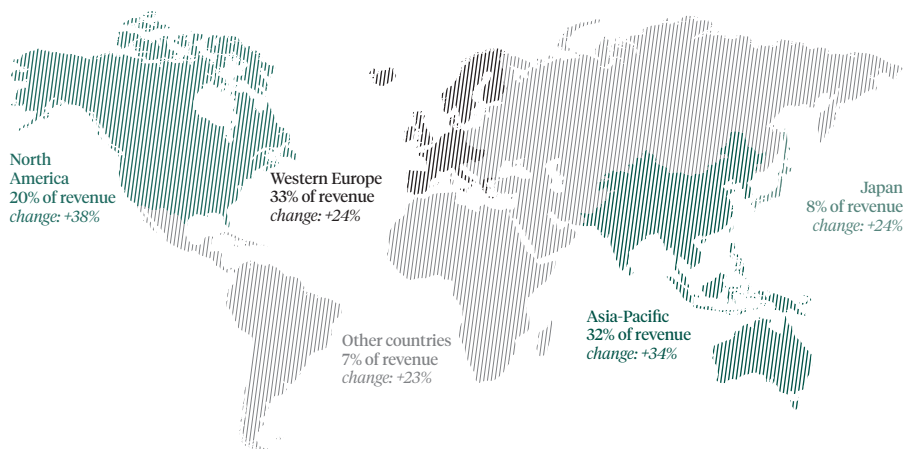 North
America
20% of revenue
change: +38%
Western Europe
33% of revenue
change: +24%
Japan
8% of revenue
change: +24%
Other countries
7% of revenue
change: +23%
Asia-Pacific
32% of revenue
change: +34%